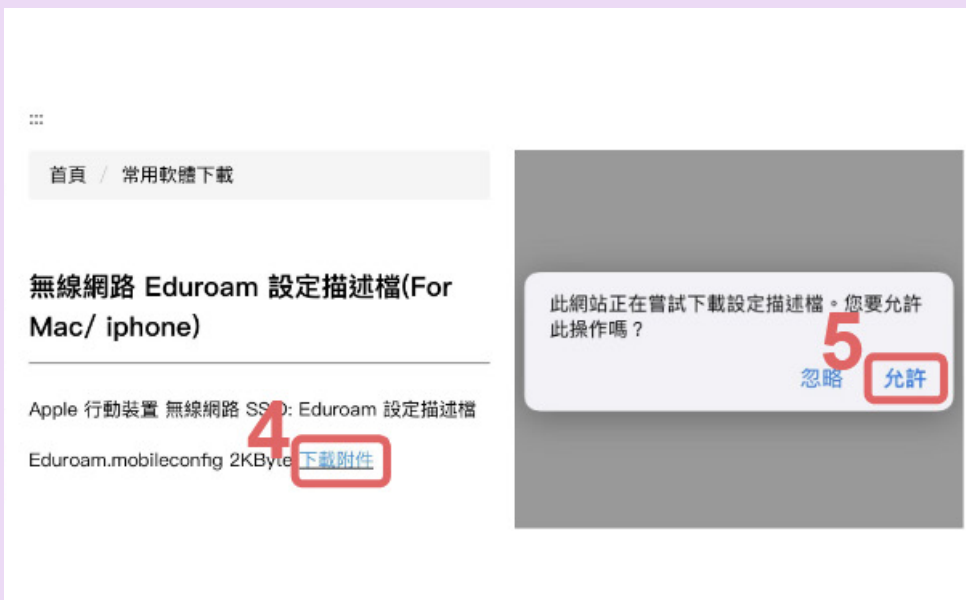 :::
首頁 / 常用軟體下載
無線網路 Eduroam 設定描述檔(For
Mac/ iphone)
Apple 行動裝置 無線網路 SSID: Eduroam 設定描述檔
4
Eduroam.mobileconfig 2KByte 下載附件
此網站正在嘗試下載設定描述檔。您要允許
此操作嗎？
5
忽略 允許